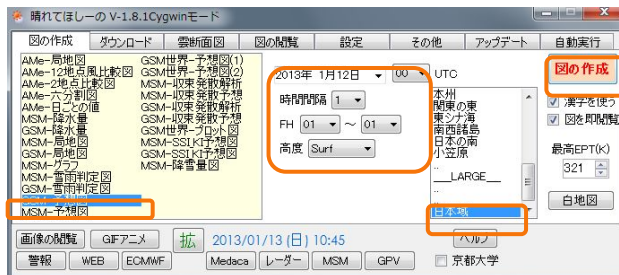 晴れてほしーの V-1.8.1Cygwinモード
図の作成 ダウンロード 雲断面図 図の閲覧 設定 その他 アップデート 自動実行
AMe-局地図 GSM世界-予想図(1)
AMe-12地点風比較図 GSM世界-予想図(2)
AMe-2地点比較図 MSM-収束発散解析
AMe-六分割図 MSM-収束発散予想
AMe-日ごとの値 GSM-収束発散解析
MSM-降水量 GSM-収束発散予想
GSM-降水量 GSM世界-プロット図
MSM-局地図 MSM-SSIKI予想図
GSM-局地図 GSM-SSIKI予想図
MSM-グラフ MSM-降雪量図
MSM-雪雨判定図
GSM-雪雨判定図
MSM-予想図
2013年 1月12日 00 UTC
時間間隔 1
FH 01 ～ 01
高度 Surf
本州
関東の東
東シナ海
南西諸島
日本の南
小笠原
..
__LARGE__
..
日本域
図の作成
漢字を使う
図を即閲覧
最高EPT(K)
321
白地図
画像の閲覧 GIFアニメ 拡 2013/01/13 (日) 10:45 ヘルプ
警報 WEB ECMWF Medaca レーダー MSM GPV 京都大学